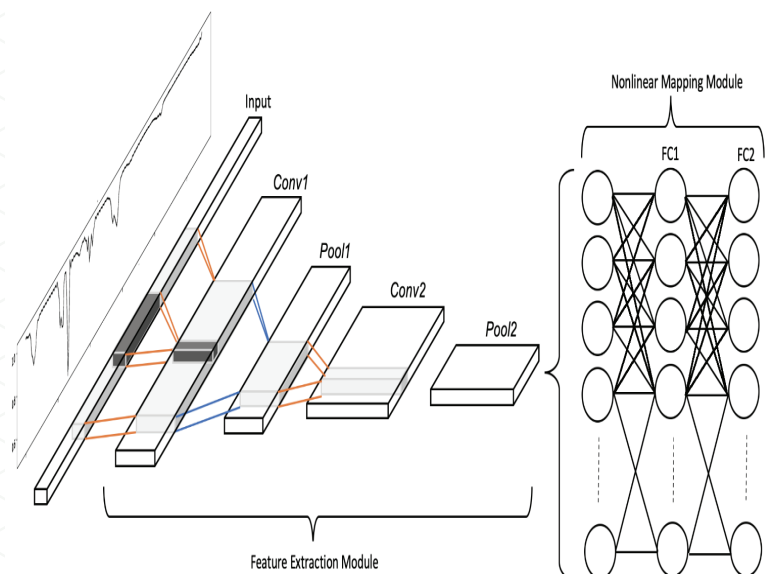 Nonlinear Mapping Module
Input
FC1
FC2
Conv1
Pool1
Conv2
Pool2
Feature Extraction Module